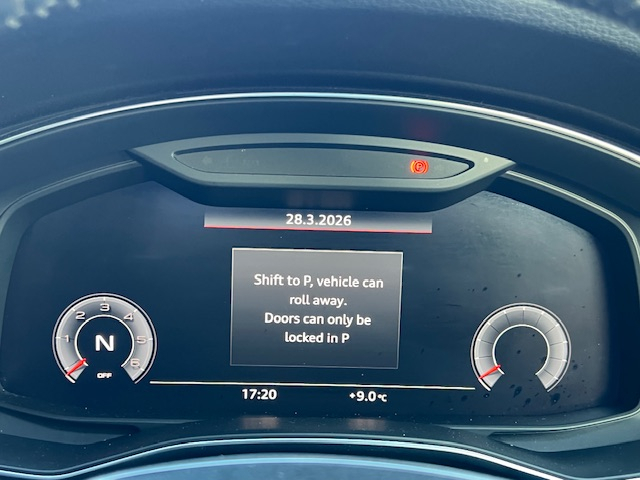 28.3.2026
Shift to P, vehicle can
roll away.
Doors can only be
locked in P
1 2 3 4 5 6
N
OFF
17:20
+9.0°C